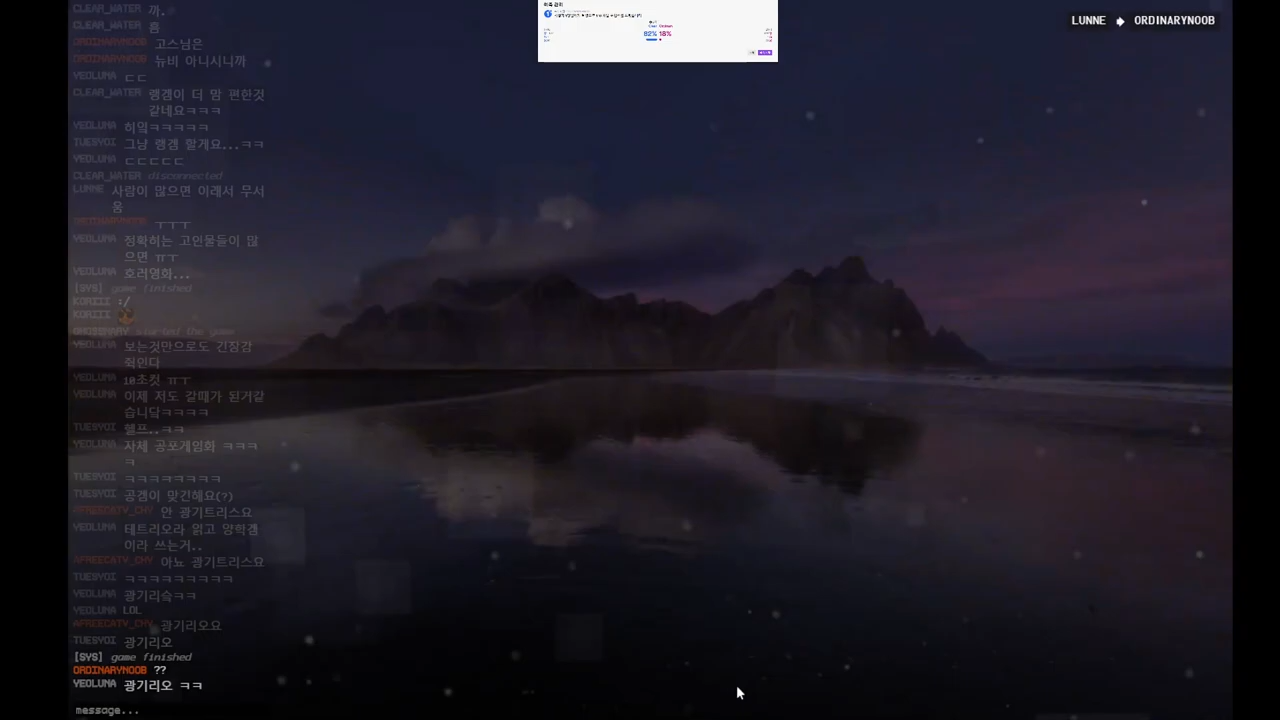 CLEAR_WATER 까.
CLEAR_WATER 흠
ORDINARYNOOB 고스님은
ORDINARYNOOB 뉴비 아니시니까
YEOLUNA ㄷㄷ
CLEAR_WATER 랭겜이 더 맘 편한것
같네요ㅋㅋㅋ
YEOLUNA 히잌ㅋㅋㅋㅋㅋ
TUESYOI 그냥 랭겜 할게요...ㅋㅋ
YEOLUNA ㄷㄷㄷㄷㄷ
CLEAR_WATER disconnected
LUNNE 사람이 많으면 이래서 무서
움
ORDINARYNOOB ㅜㅜㅜ
YEOLUNA 정확히는 고인물들이 많
으면 ㅠㅜ
YEOLUNA 호러영화...
[SYS] game finished
KORIII :/
KORIII
started the game
YEOLUNA 보는것만으로도 긴장감
쥑인다
YEOLUNA 10초컷 ㅠㅜ
YEOLUNA 이제 저도 갈때가 된거같
습니닼ㅋㅋㅋㅋ
TUESYOI 헬프..ㅋㅋ
YEOLUNA 자체 공포게임화 ㅋㅋㅋ
ㅋ
TUESYOI ㅋㅋㅋㅋㅋㅋㅋㅋ
TUESYOI 공겜이 맞긴해요(?)
AFREECATV_CHY 안 광기트리스요
YEOLUNA 테트리오라 읽고 양학겜
이라 쓰는거..
AFREECATV_CHY 아뇨 광기트리스요
TUESYOI ㅋㅋㅋㅋㅋㅋㅋㅋㅋ
YEOLUNA 광기리슼ㅋㅋ
YEOLUNA LOL
AFREECATV_CHY 광기리오요
TUESYOI 광기리오
[SYS] game finished
ORDINARYNOOB ??
YEOLUNA 광기리오 ㅋㅋ
message...
82% 18%
LUNNE ORDINARYNOOB